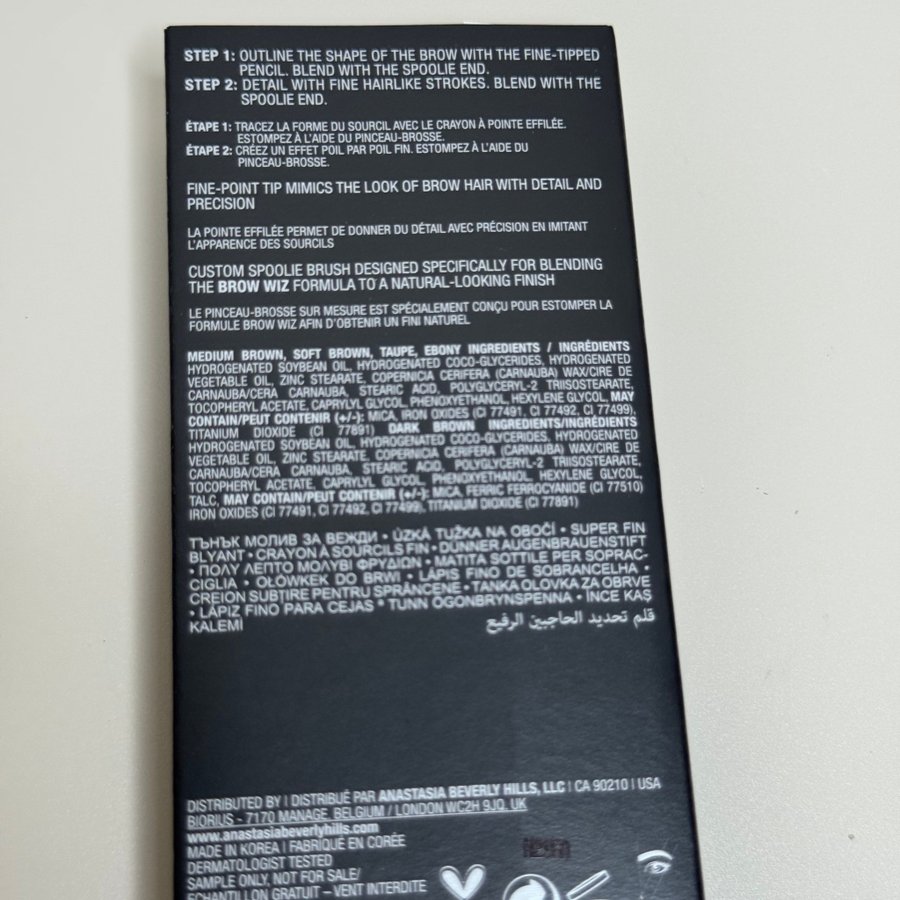 STEP 1: OUTLINE THE SHAPE OF THE BROW WITH THE FINE-TIPPED
PENCIL. BLEND WITH THE SPOOLIE END.
STEP 2: DETAIL WITH FINE HAIRLIKE STROKES. BLEND WITH THE
SPOOLIE END.
ÉTAPE 1: TRACEZ LA FORME DU SOURCIL AVEC LE CRAYON À POINTE EFFILÉE.
ESTOMPEZ À L'AIDE DU PINCEAU-BROSSE.
ÉTAPE 2: CRÉEZ UN EFFET POIL PAR POIL FIN. ESTOMPEZ À L'AIDE DU
PINCEAU-BROSSE.
FINE-POINT TIP MIMICS THE LOOK OF BROW HAIR WITH DETAIL AND
PRECISION
LA POINTE EFFILÉE PERMET DE DONNER DU DÉTAIL AVEC PRÉCISION EN IMITANT
L'APPARENCE DES SOURCILS
CUSTOM SPOOLIE BRUSH DESIGNED SPECIFICALLY FOR BLENDING
THE BROW WIZ FORMULA TO A NATURAL-LOOKING FINISH
LE PINCEAU-BROSSE SUR MESURE EST SPÉCIALEMENT CONÇU POUR ESTOMPER LA
FORMULE BROW WIZ AFIN D'OBTENIR UN FINI NATUREL
MEDIUM BROWN, SOFT BROWN, TAUPE, EBONY INGREDIENTS / INGRÉDIENTS
HYDROGENATED SOYBEAN OIL, HYDROGENATED COCO-GLYCERIDES, HYDROGENATED
VEGETABLE OIL, ZINC STEARATE, COPERNICIA CERIFERA (CARNAUBA) WAX/CIRE DE
CARNAUBA/CERA CARNAUBA, STEARIC ACID, POLYGLYCERYL-2 TRIISOSTEARATE,
TOCOPHERYL ACETATE, CAPRYLYL GLYCOL, PHENOXYETHANOL, HEXYLENE GLYCOL, MAY
CONTAIN/PEUT CONTENIR (+/-): MICA, IRON OXIDES (CI 77491, CI 77492, CI 77499),
TITANIUM DIOXIDE (CI 77891) DARK BROWN INGREDIENTS/INGRÉDIENTS
HYDROGENATED SOYBEAN OIL, HYDROGENATED COCO-GLYCERIDES, HYDROGENATED
VEGETABLE OIL, ZINC STEARATE, COPERNICIA CERIFERA (CARNAUBA) WAX/CIRE DE
CARNAUBA/CERA CARNAUBA, STEARIC ACID, POLYGLYCERYL-2 TRIISOSTEARATE,
TOCOPHERYL ACETATE, CAPRYLYL GLYCOL, PHENOXYETHANOL, HEXYLENE GLYCOL,
TALC, MAY CONTAIN/PEUT CONTENIR (+/-): MICA, FERRIC FERROCYANIDE (CI 77510)
IRON OXIDES (CI 77491, CI 77492, CI 77499), TITANIUM DIOXIDE (CI 77891)
ТЪНЪК МОЛИВ ЗА ВЕЖДИ • ÚZKÁ TUŽKA NA OBOČÍ • SUPER FIN
BLYANT • CRAYON À SOURCILS FIN • DÜNNER AUGENBRAUENSTIFT
• ΠΟΛΥ ΛΕΠΤΟ ΜΟΛΥΒΙ ΦΡΥΔΙΩΝ • MATITA SOTTILE PER SOPRAC-
CIGLIA • OŁÓWKEK DO BRWI • LÁPIS FINO DE SOBRANCELHA •
CREION SUBȚIRE PENTRU SPRÂNCENE • TANKA OLOVKA ZA OBRVE
• LÁPIZ FINO PARA CEJAS • TUNN ÖGONBRYNSPENNA • İNCE KAŞ
KALEMİ قلم تحديد الحاجبين الرفيع
DISTRIBUTED BY | DISTRIBUÉ PAR ANASTASIA BEVERLY HILLS, LLC | CA 90210 | USA
BIORIUS - 7170 MANAGE, BELGIUM / LONDON WC2H 9JQ, UK
www.anastasiabeverlyhills.com
MADE IN KOREA | FABRIQUÉ EN CORÉE
DERMATOLOGIST TESTED
SAMPLE ONLY, NOT FOR SALE/
ÉCHANTILLON GRATUIT – VENTE INTERDITE